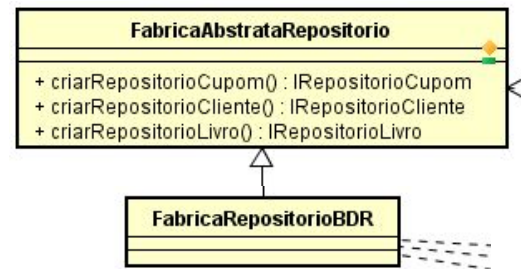 FabricaAbstrataRepositorio
+ criarRepositorioCupom() : IRepositorioCupom
+ criarRepositorioCliente() : IRepositorioCliente
+ criarRepositorioLivro() : IRepositorioLivro
FabricaRepositorioBDR